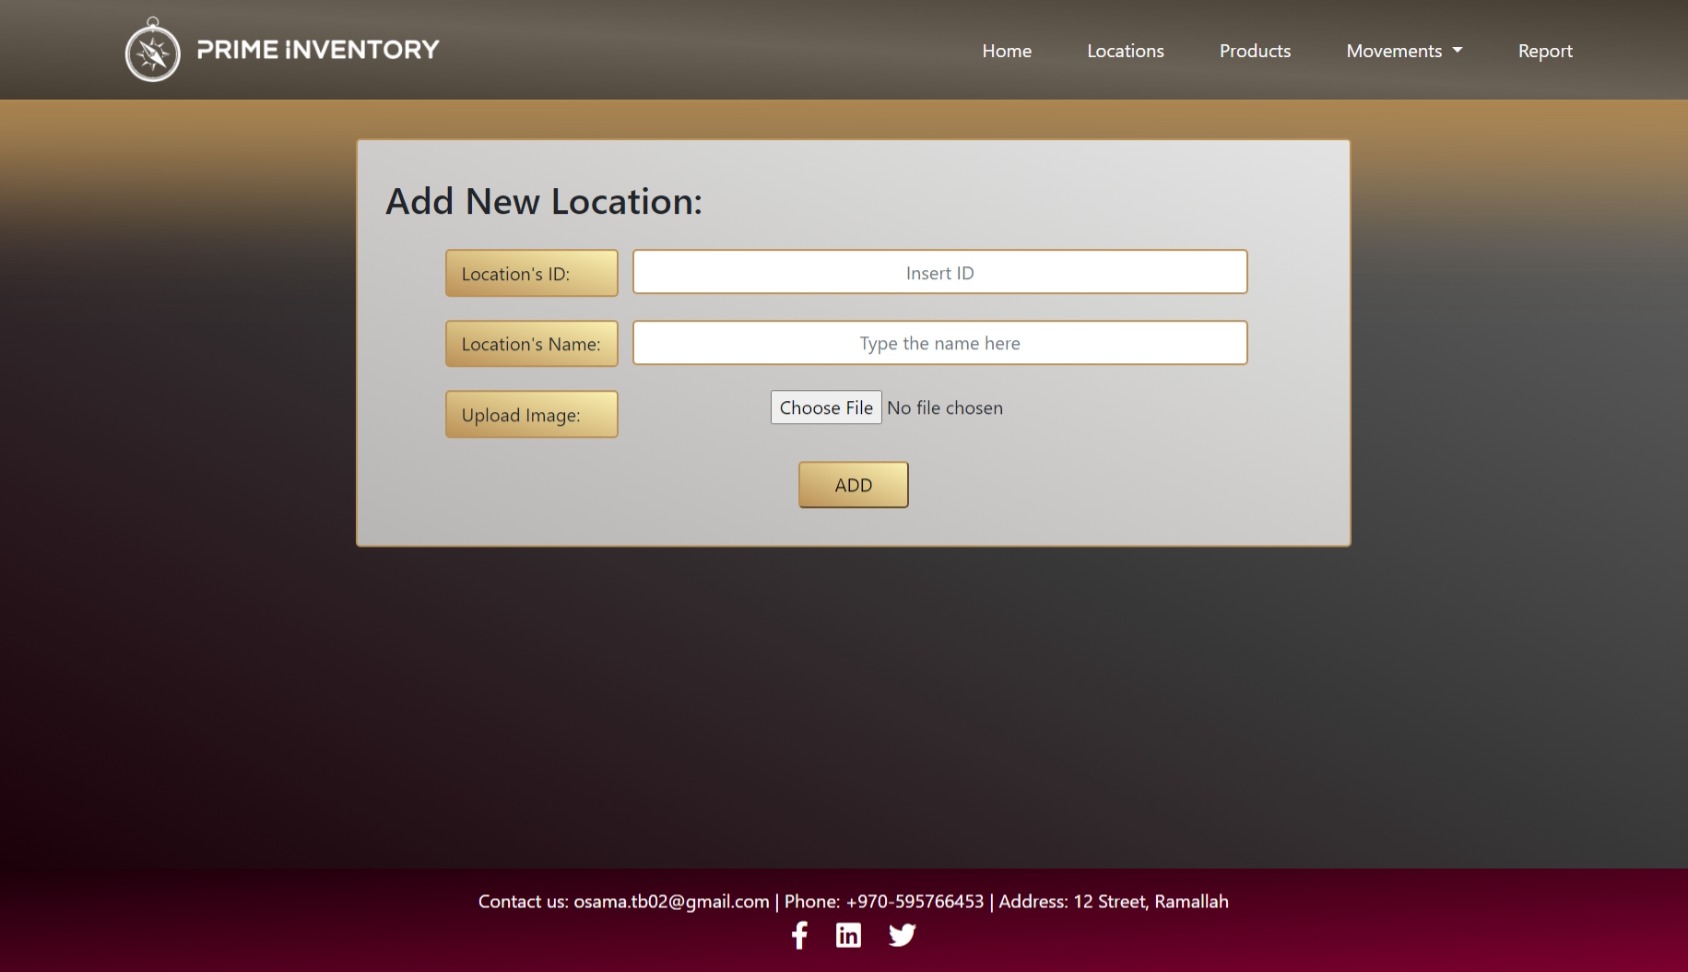 PRIME iNVENTORY
Home Locations Products Movements Report
Add New Location:
Location's ID: Insert ID
Location's Name: Type the name here
Upload Image: Choose File No file chosen
ADD
Contact us: osama.tb02@gmail.com | Phone: +970-595766453 | Address: 12 Street, Ramallah